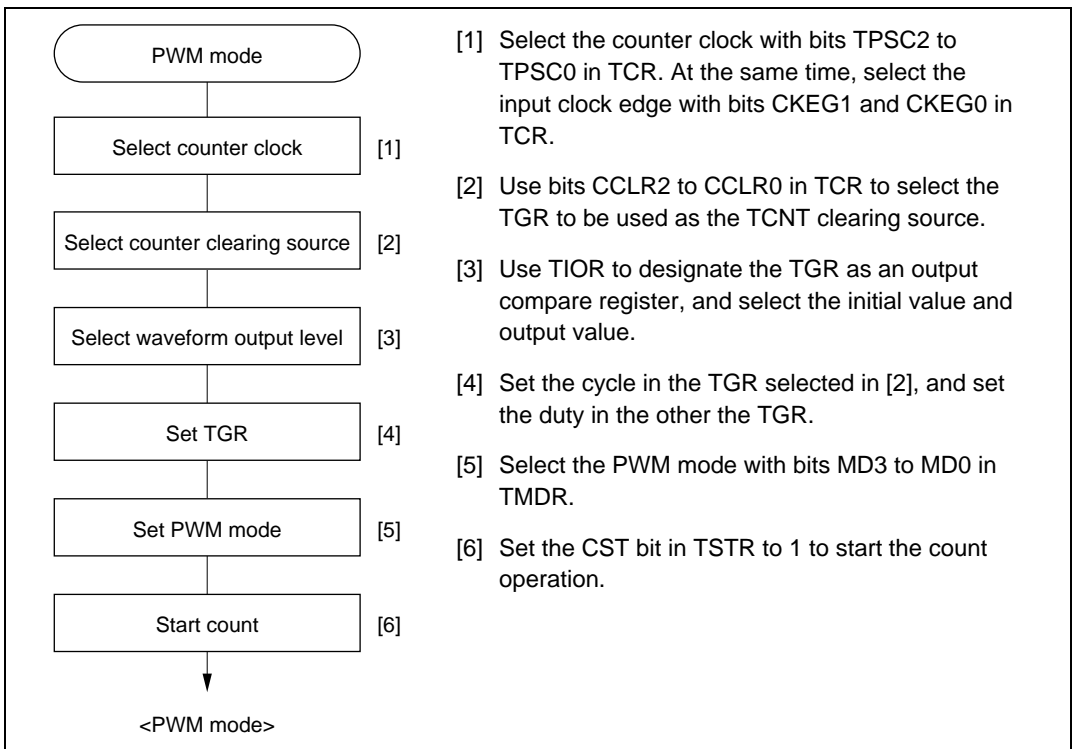 PWM mode
Select counter clock [1]
Select counter clearing source [2]
Select waveform output level [3]
Set TGR [4]
Set PWM mode [5]
Start count [6]
<PWM mode>
[1] Select the counter clock with bits TPSC2 to
TPSC0 in TCR. At the same time, select the
input clock edge with bits CKEG1 and CKEG0 in
TCR.
[2] Use bits CCLR2 to CCLR0 in TCR to select the
TGR to be used as the TCNT clearing source.
[3] Use TIOR to designate the TGR as an output
compare register, and select the initial value and
output value.
[4] Set the cycle in the TGR selected in [2], and set
the duty in the other the TGR.
[5] Select the PWM mode with bits MD3 to MD0 in
TMDR.
[6] Set the CST bit in TSTR to 1 to start the count
operation.